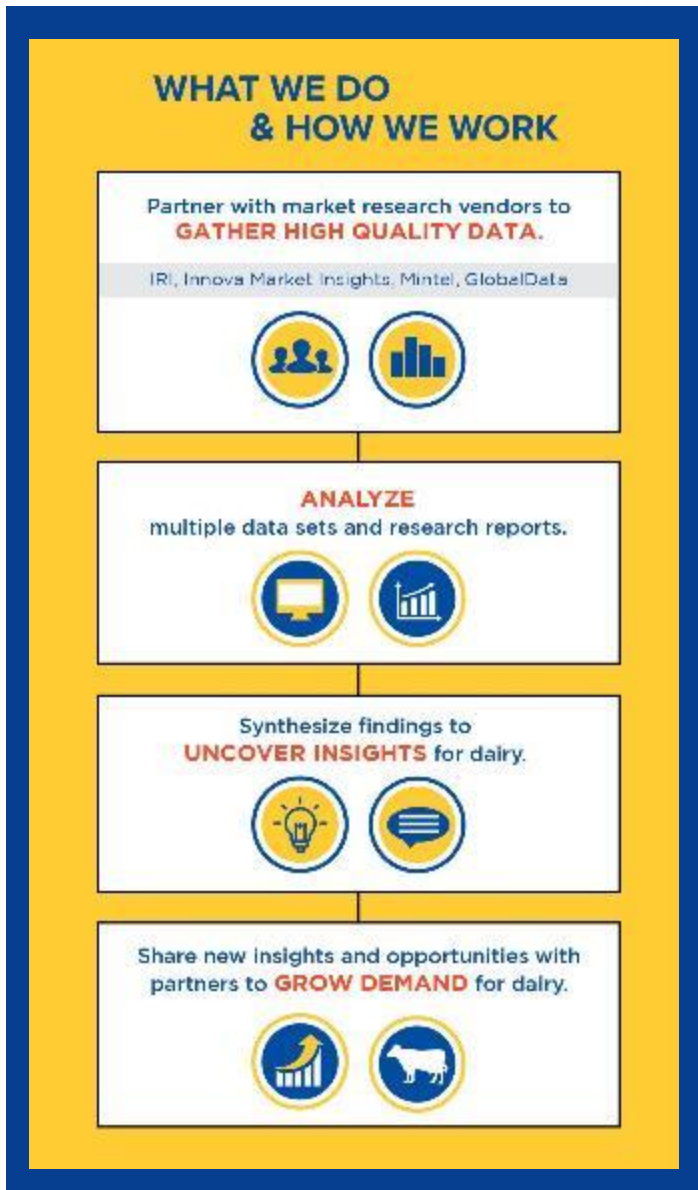 WHAT WE DO
& HOW WE WORK
Partner with market research vendors to
GATHER HIGH QUALITY DATA.
IRI, Innova Market Insights, Mintel, GlobalData
ANALYZE
multiple data sets and research reports.
Synthesize findings to
UNCOVER INSIGHTS for dairy.
Share new insights and opportunities with
partners to GROW DEMAND for dairy.